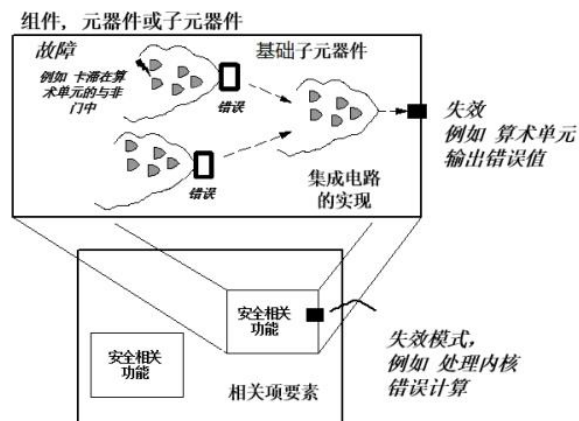 组件，元器件或子元器件
故障
例如 卡滞在算
术单元的与非
门中
基础子元器件
错误
错误
失效
例如 算术单元
输出错误值
集成电路
的实现
安全相关
功能
安全相关
功能
失效模式，
例如 处理内核
错误计算
相关项要素